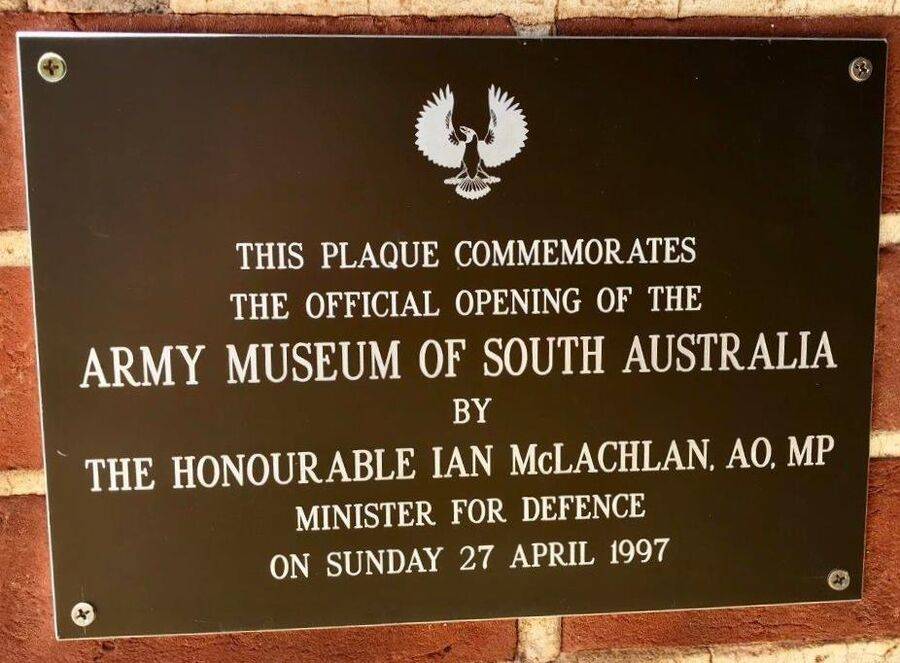 THIS PLAQUE COMMEMORATES
THE OFFICIAL OPENING OF THE
ARMY MUSEUM OF SOUTH AUSTRALIA
BY
THE HONOURABLE IAN McLACHLAN, AO, MP
MINISTER FOR DEFENCE
ON SUNDAY 27 APRIL 1997